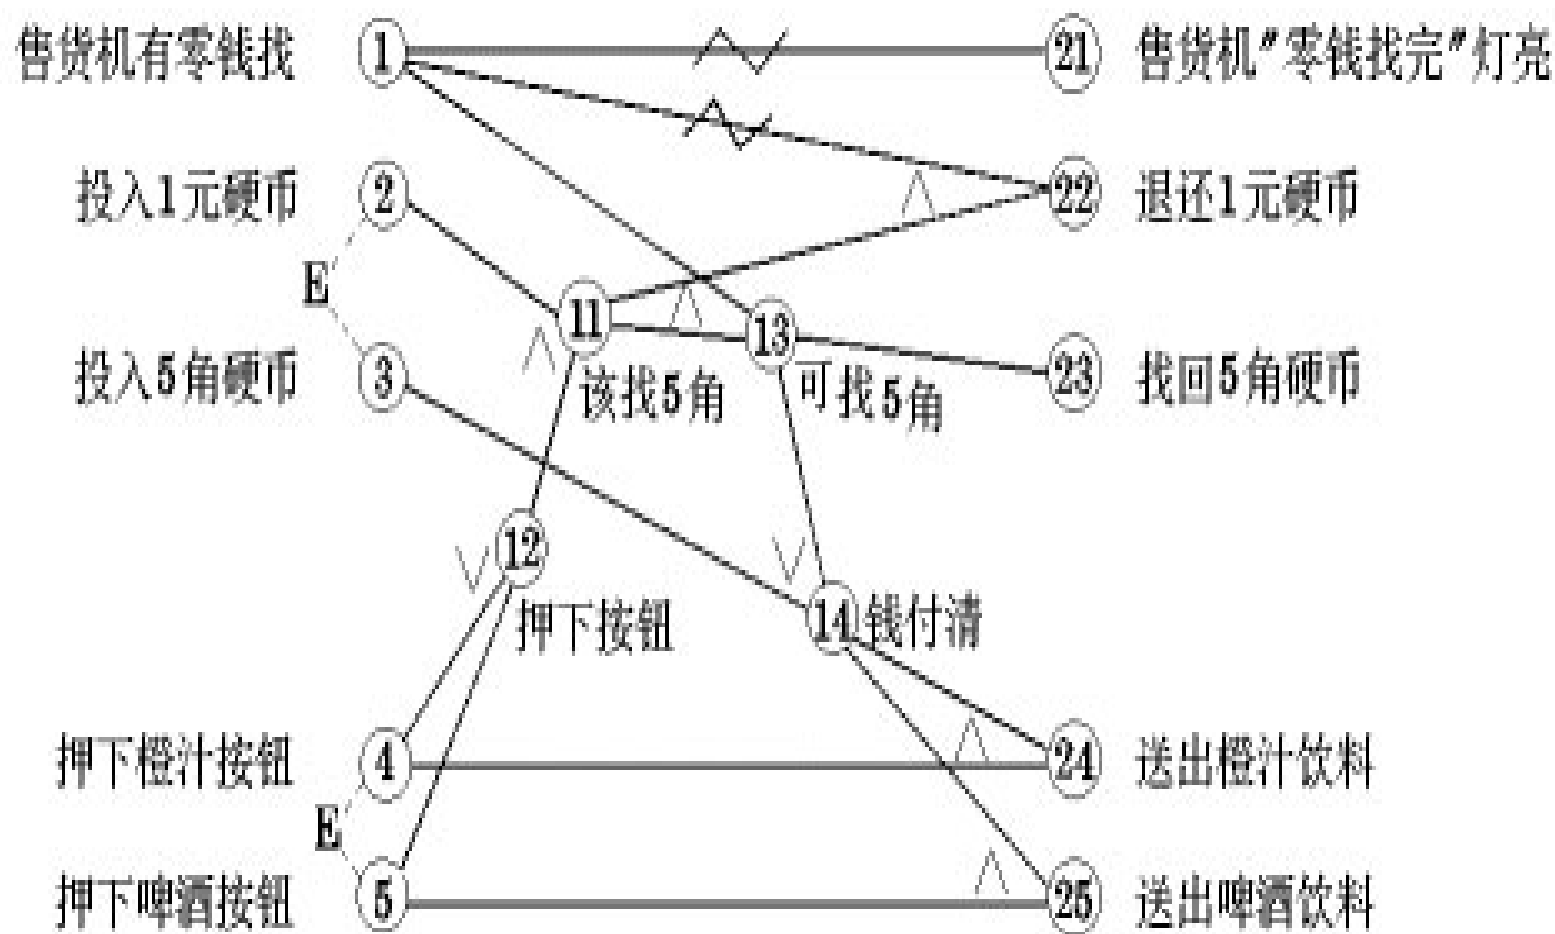 售货机有零钱找 1 21 售货机"零钱找完"灯亮
投入1元硬币 2 22 退还1元硬币
E
11 13
投入5角硬币 3 该找5角 可找5角 23 找回5角硬币
12
押下按钮 14 钱付清
押下橙汁按钮 4 24 送出橙汁饮料
E
押下啤酒按钮 5 25 送出啤酒饮料